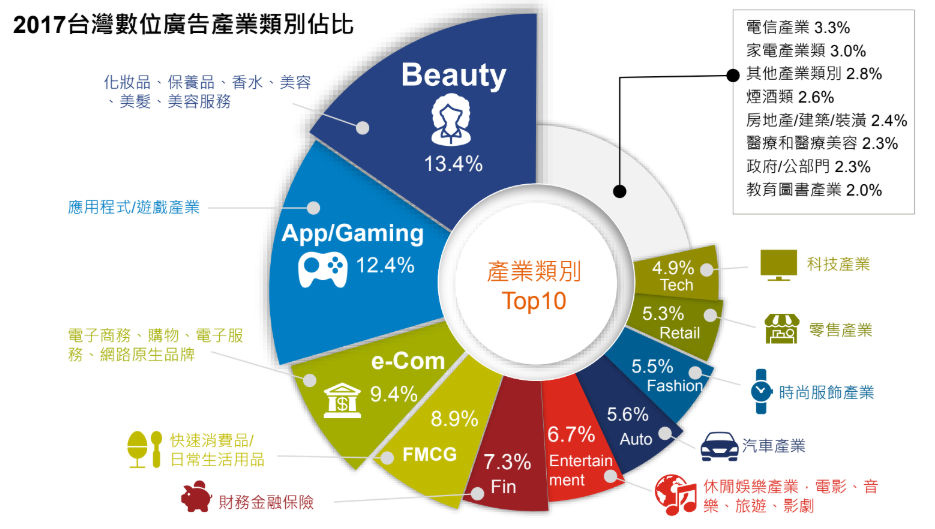 2017台灣數位廣告產業類別佔比
化妝品、保養品、香水、美容
、美髮、美容服務
Beauty
13.4%
電信產業 3.3%
家電產業類 3.0%
其他產業類別 2.8%
煙酒類 2.6%
房地產/建築/裝潢 2.4%
醫療和醫療美容 2.3%
政府/公部門 2.3%
教育圖書產業 2.0%
應用程式/遊戲產業
App/Gaming
12.4%
產業類別
Top10
4.9%
Tech
科技產業
5.3%
Retail
零售產業
電子商務、購物、電子服
務、網路原生品牌
e-Com
9.4%
$
5.5%
Fashion
時尚服飾產業
快速消費品/
日常生活用品
8.9%
FMCG
5.6%
Auto
汽車產業
財務金融保險
7.3%
Fin
6.7%
Entertain
ment
休閒娛樂產業．電影、音
樂、旅遊、影劇